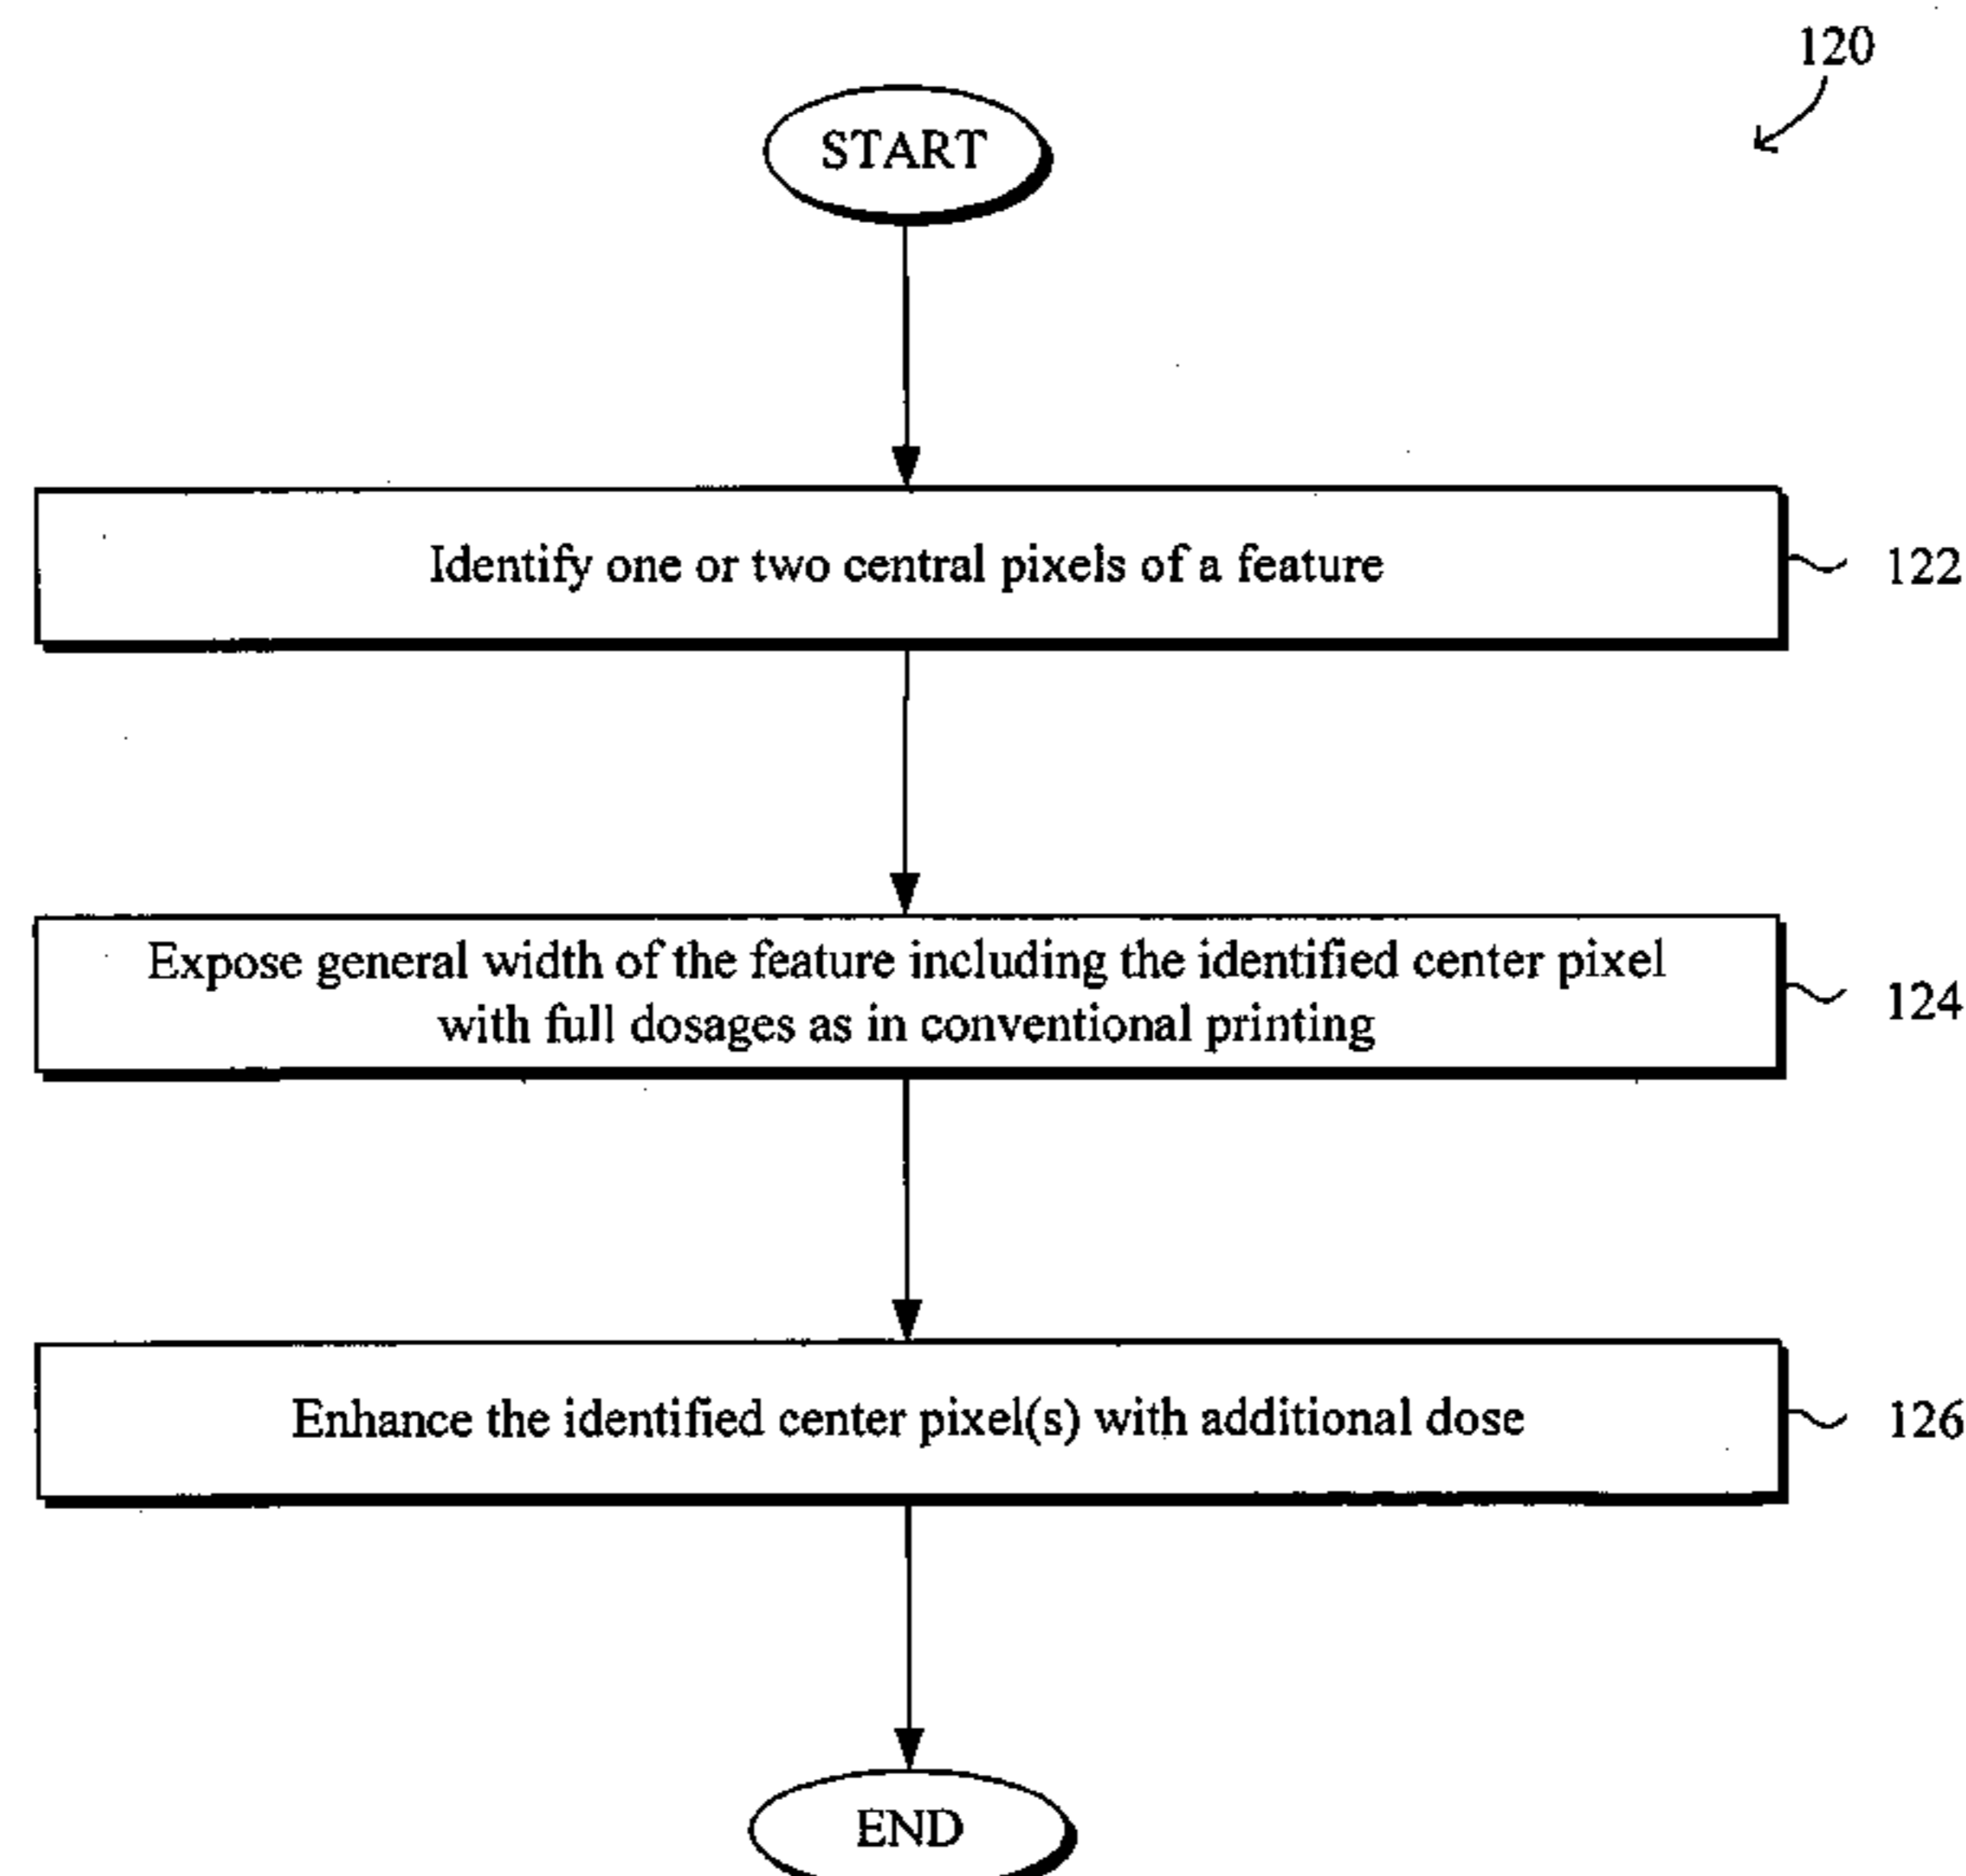 120
START
Identify one or two central pixels of a feature
122
Expose general width of the feature including the identified center pixel
with full dosages as in conventional printing
124
Enhance the identified center pixel(s) with additional dose
126
END